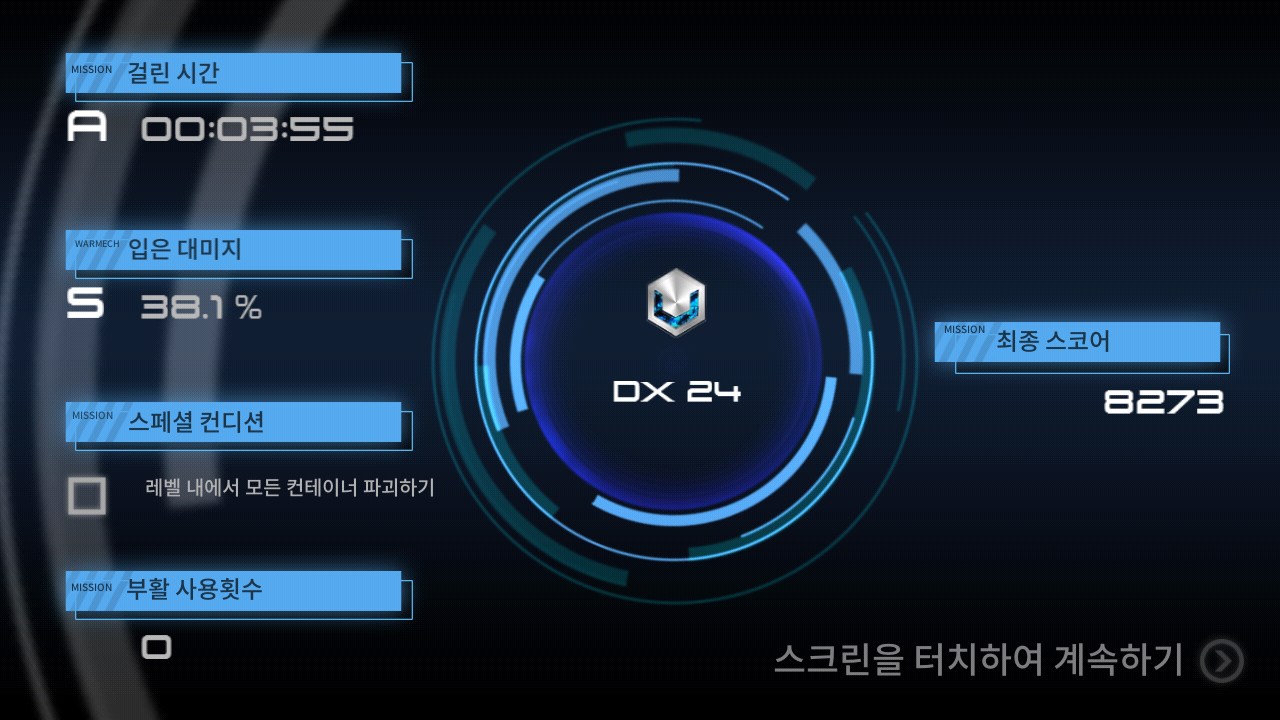 MISSION 걸린 시간
A 00:03:55
WARMECH 입은 대미지
S 38.1 %
MISSION 스페셜 컨디션
레벨 내에서 모든 컨테이너 파괴하기
MISSION 부활 사용횟수
0
DX 24
MISSION 최종 스코어
8273
스크린을 터치하여 계속하기